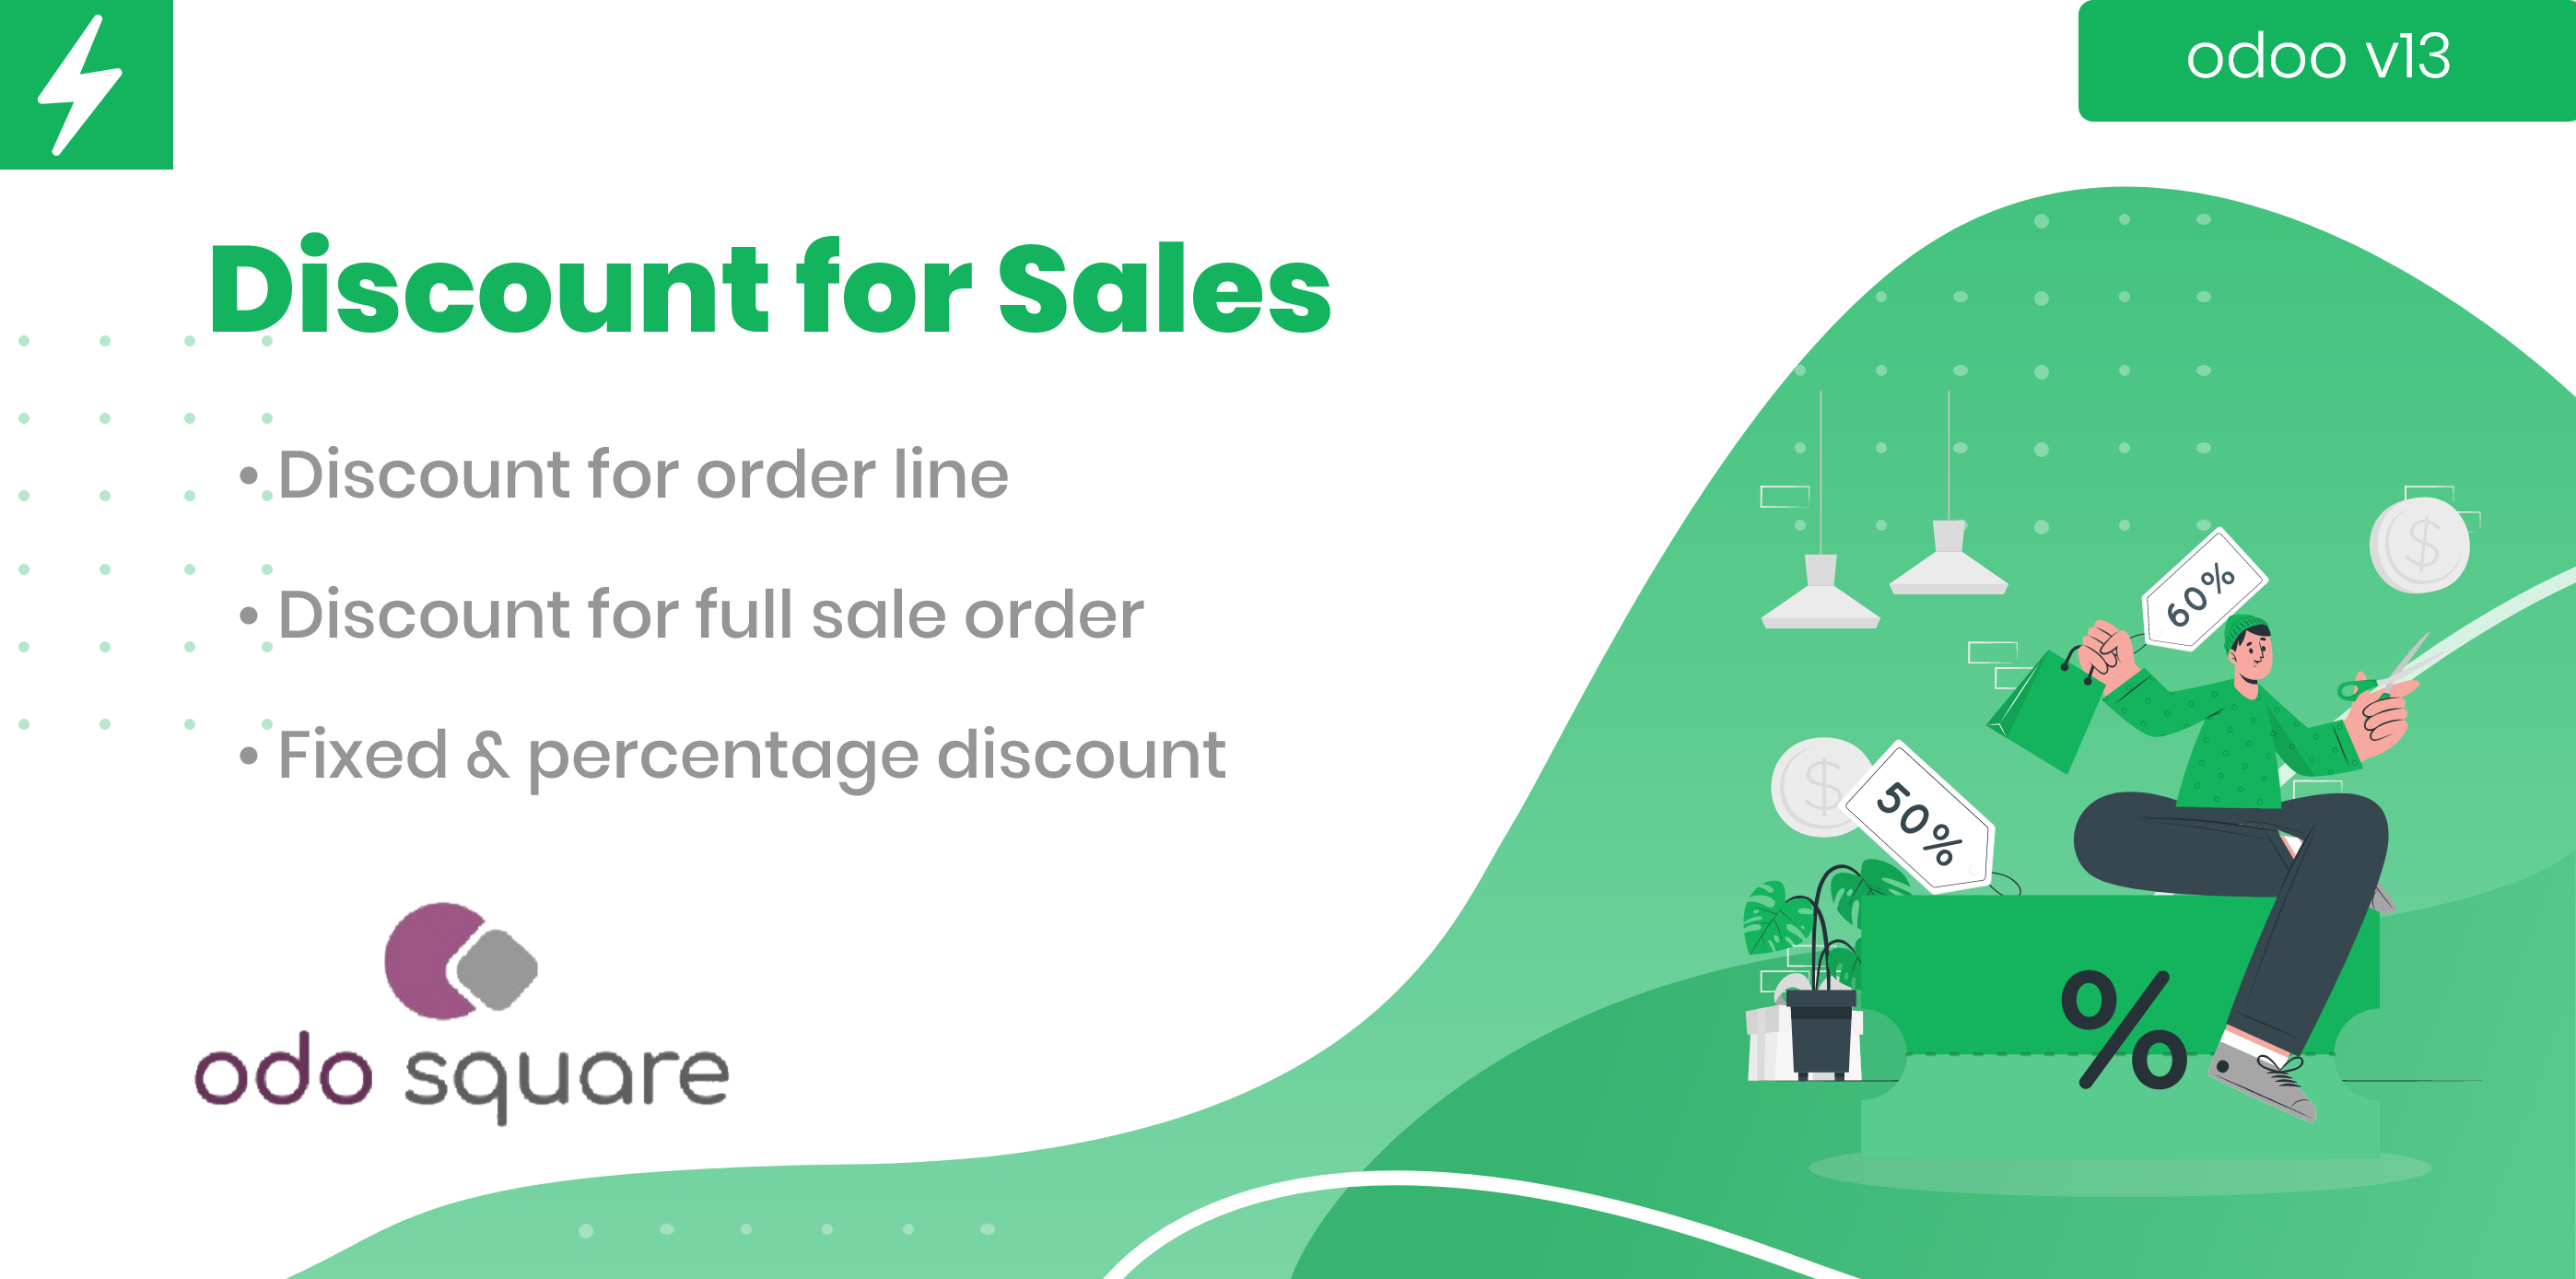 odoo v13
Discount for Sales
• Discount for order line
• Discount for full sale order
• Fixed & percentage discount
odo square
60%
$
$
50%
%